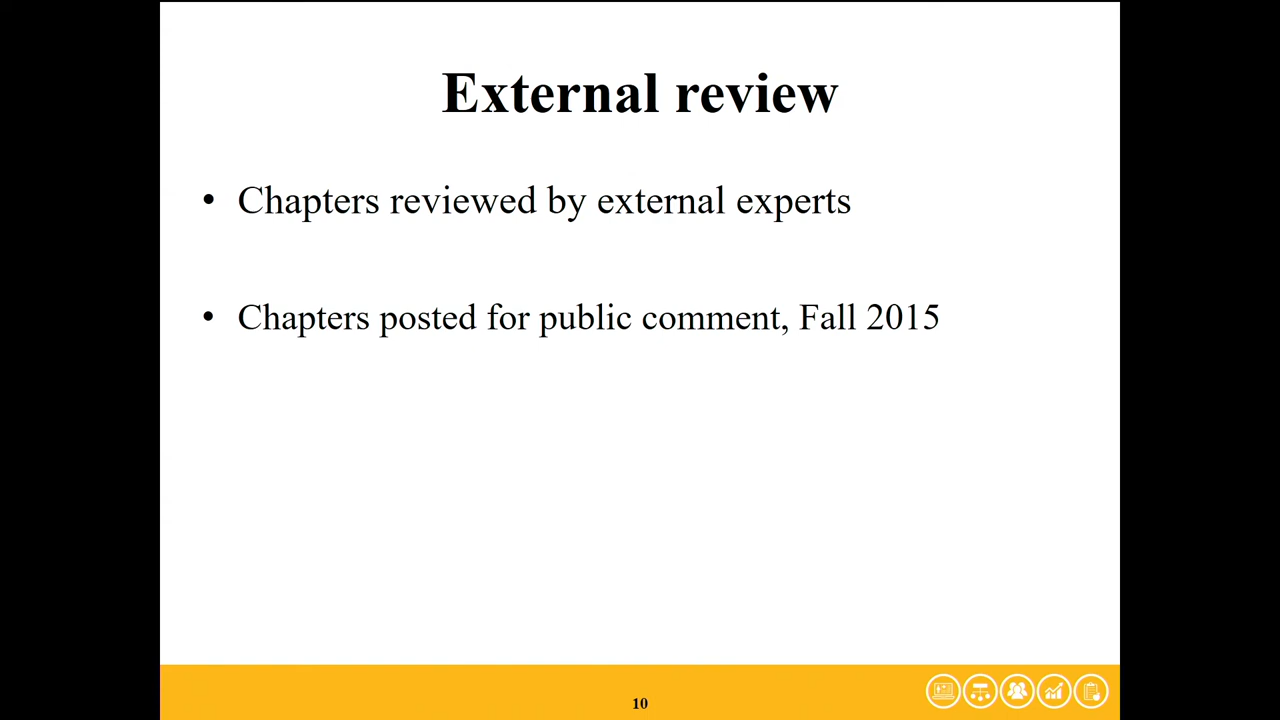 External review
• Chapters reviewed by external experts
• Chapters posted for public comment, Fall 2015
10